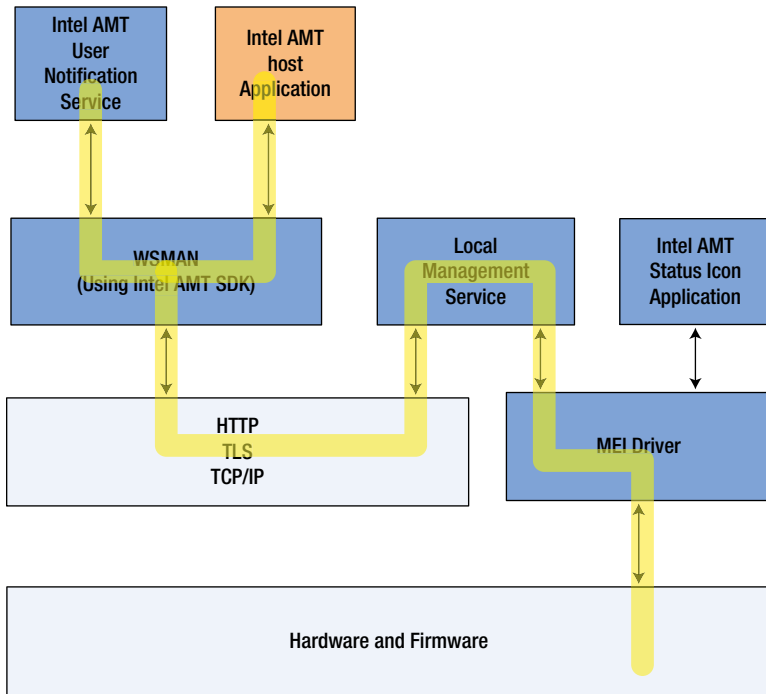 Intel AMT
User
Notification
Service
Intel AMT
host
Application
WSMAN
(Using Intel AMT SDK)
Local
Management
Service
Intel AMT
Status Icon
Application
HTTP
TLS
TCP/IP
MEI Driver
Hardware and Firmware